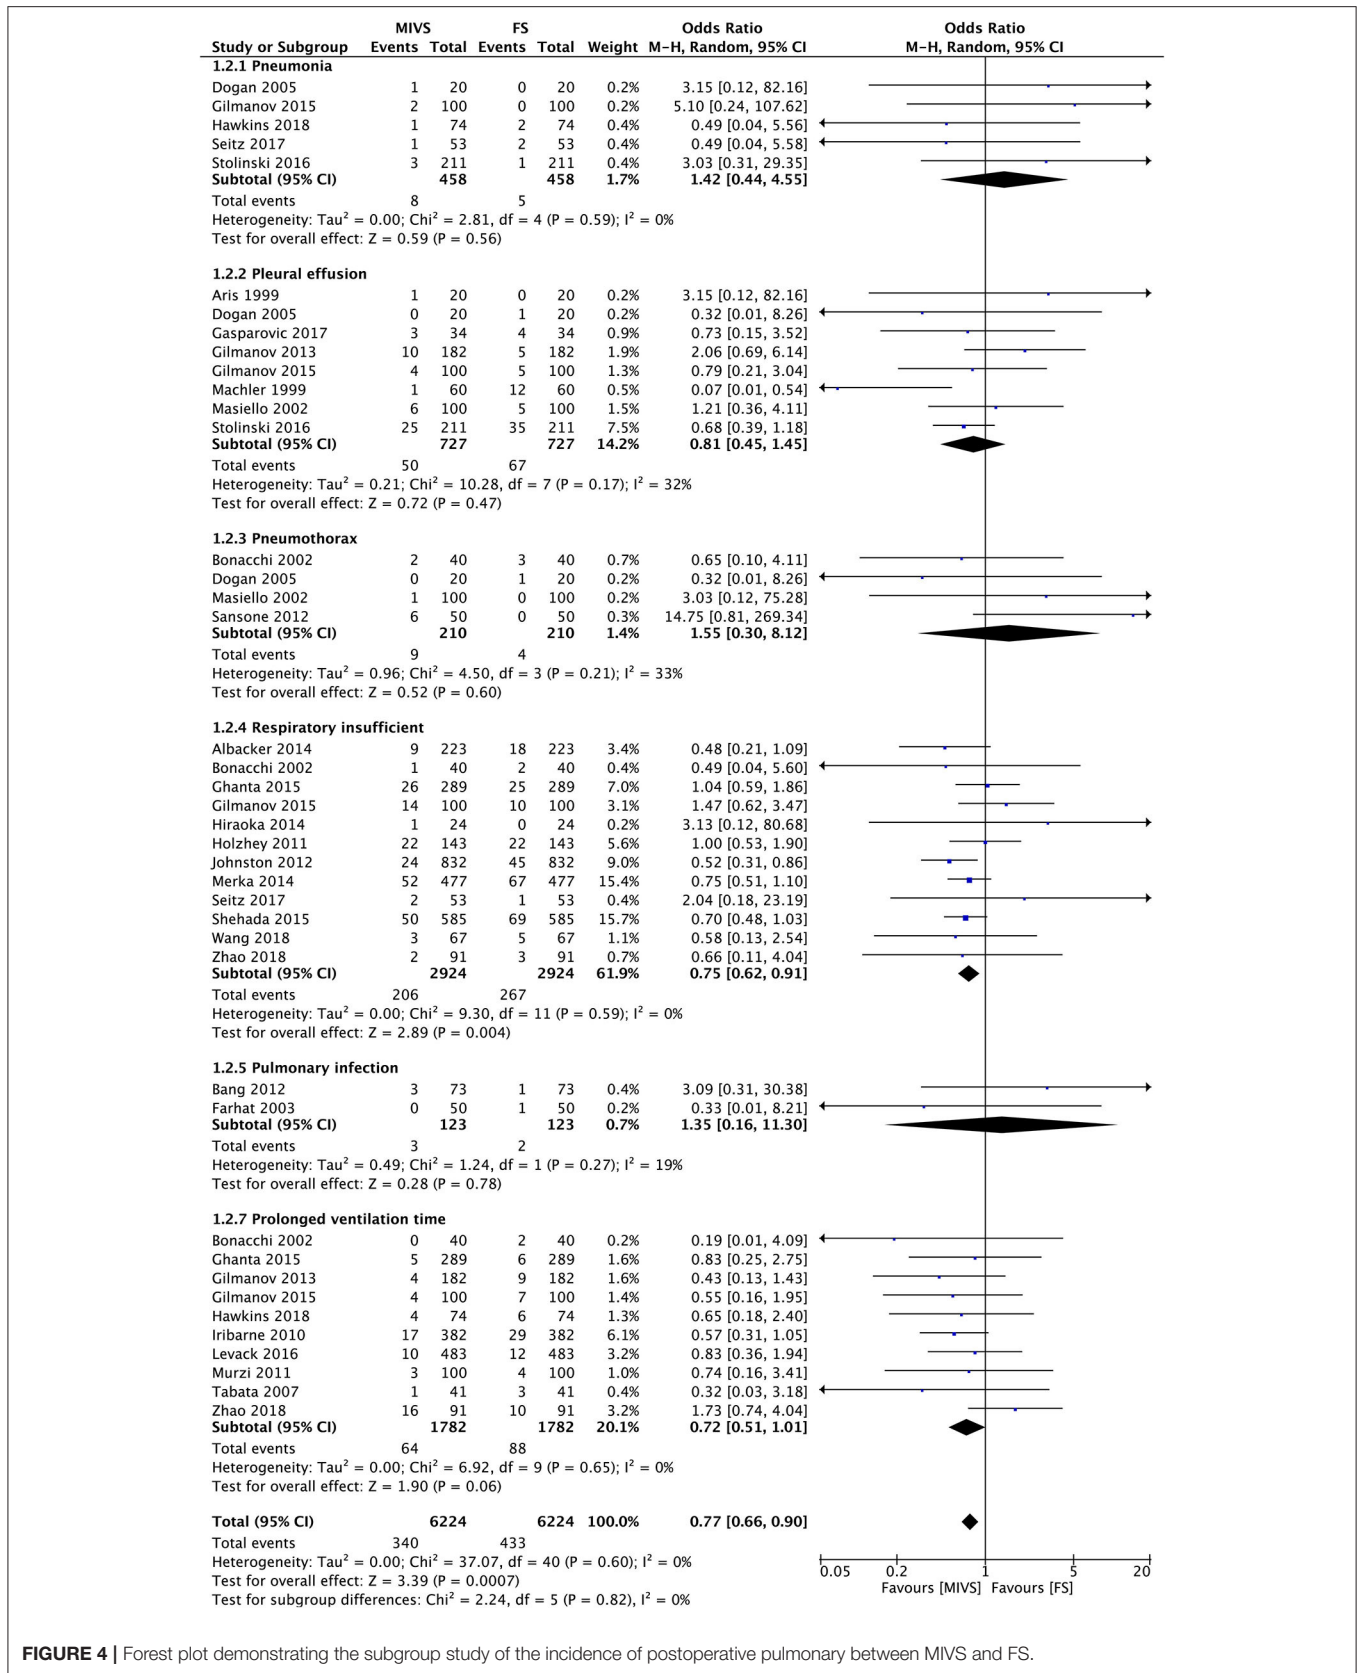 MIVS FS Odds Ratio Odds Ratio
Study or Subgroup Events Total Events Total Weight M-H, Random, 95% CI M-H, Random, 95% CI
1.2.1 Pneumonia
Dogan 2005 1 20 0 20 0.2% 3.15 [0.12, 82.16]
Gilmanov 2015 2 100 0 100 0.2% 5.10 [0.24, 107.62]
Hawkins 2018 1 74 2 74 0.4% 0.49 [0.04, 5.56]
Seitz 2017 1 53 2 53 0.4% 0.49 [0.04, 5.58]
Stolinski 2016 3 211 1 211 0.4% 3.03 [0.31, 29.35]
Subtotal (95% CI) 458 458 1.7% 1.42 [0.44, 4.55]
Total events 8 5
Heterogeneity: Tau² = 0.00; Chi² = 2.81, df = 4 (P = 0.59); I² = 0%
Test for overall effect: Z = 0.59 (P = 0.56)
1.2.2 Pleural effusion
Aris 1999 1 20 0 20 0.2% 3.15 [0.12, 82.16]
Dogan 2005 0 20 1 20 0.2% 0.32 [0.01, 8.26]
Gasparovic 2017 3 34 4 34 0.9% 0.73 [0.15, 3.52]
Gilmanov 2013 10 182 5 182 1.9% 2.06 [0.69, 6.14]
Gilmanov 2015 4 100 5 100 1.3% 0.79 [0.21, 3.04]
Machler 1999 1 60 12 60 0.5% 0.07 [0.01, 0.54]
Masiello 2002 6 100 5 100 1.5% 1.21 [0.36, 4.11]
Stolinski 2016 25 211 35 211 7.5% 0.68 [0.39, 1.18]
Subtotal (95% CI) 727 727 14.2% 0.81 [0.45, 1.45]
Total events 50 67
Heterogeneity: Tau² = 0.21; Chi² = 10.28, df = 7 (P = 0.17); I² = 32%
Test for overall effect: Z = 0.72 (P = 0.47)
1.2.3 Pneumothorax
Bonacchi 2002 2 40 3 40 0.7% 0.65 [0.10, 4.11]
Dogan 2005 0 20 1 20 0.2% 0.32 [0.01, 8.26]
Masiello 2002 1 100 0 100 0.2% 3.03 [0.12, 75.28]
Sansone 2012 6 50 0 50 0.3% 14.75 [0.81, 269.34]
Subtotal (95% CI) 210 210 1.4% 1.55 [0.30, 8.12]
Total events 9 4
Heterogeneity: Tau² = 0.96; Chi² = 4.50, df = 3 (P = 0.21); I² = 33%
Test for overall effect: Z = 0.52 (P = 0.60)
1.2.4 Respiratory insufficient
Albacker 2014 9 223 18 223 3.4% 0.48 [0.21, 1.09]
Bonacchi 2002 1 40 2 40 0.4% 0.49 [0.04, 5.60]
Ghanta 2015 26 289 25 289 7.0% 1.04 [0.59, 1.86]
Gilmanov 2015 14 100 10 100 3.1% 1.47 [0.62, 3.47]
Hiraoka 2014 1 24 0 24 0.2% 3.13 [0.12, 80.68]
Holzhey 2011 22 143 22 143 5.6% 1.00 [0.53, 1.90]
Johnston 2012 24 832 45 832 9.0% 0.52 [0.31, 0.86]
Merka 2014 52 477 67 477 15.4% 0.75 [0.51, 1.10]
Seitz 2017 2 53 1 53 0.4% 2.04 [0.18, 23.19]
Shehada 2015 50 585 69 585 15.7% 0.70 [0.48, 1.03]
Wang 2018 3 67 5 67 1.1% 0.58 [0.13, 2.54]
Zhao 2018 2 91 3 91 0.7% 0.66 [0.11, 4.04]
Subtotal (95% CI) 2924 2924 61.9% 0.75 [0.62, 0.91]
Total events 206 267
Heterogeneity: Tau² = 0.00; Chi² = 9.30, df = 11 (P = 0.59); I² = 0%
Test for overall effect: Z = 2.89 (P = 0.004)
1.2.5 Pulmonary infection
Bang 2012 3 73 1 73 0.4% 3.09 [0.31, 30.38]
Farhat 2003 0 50 1 50 0.2% 0.33 [0.01, 8.21]
Subtotal (95% CI) 123 123 0.7% 1.35 [0.16, 11.30]
Total events 3 2
Heterogeneity: Tau² = 0.49; Chi² = 1.24, df = 1 (P = 0.27); I² = 19%
Test for overall effect: Z = 0.28 (P = 0.78)
1.2.7 Prolonged ventilation time
Bonacchi 2002 0 40 2 40 0.2% 0.19 [0.01, 4.09]
Ghanta 2015 5 289 6 289 1.6% 0.83 [0.25, 2.75]
Gilmanov 2013 4 182 9 182 1.6% 0.43 [0.13, 1.43]
Gilmanov 2015 4 100 7 100 1.4% 0.55 [0.16, 1.95]
Hawkins 2018 4 74 6 74 1.3% 0.65 [0.18, 2.40]
Iribarne 2010 17 382 29 382 6.1% 0.57 [0.31, 1.05]
Levack 2016 10 483 12 483 3.2% 0.83 [0.36, 1.94]
Murzi 2011 3 100 4 100 1.0% 0.74 [0.16, 3.41]
Tabata 2007 1 41 3 41 0.4% 0.32 [0.03, 3.18]
Zhao 2018 16 91 10 91 3.2% 1.73 [0.74, 4.04]
Subtotal (95% CI) 1782 1782 20.1% 0.72 [0.51, 1.01]
Total events 64 88
Heterogeneity: Tau² = 0.00; Chi² = 6.92, df = 9 (P = 0.65); I² = 0%
Test for overall effect: Z = 1.90 (P = 0.06)
Total (95% CI) 6224 6224 100.0% 0.77 [0.66, 0.90]
Total events 340 433
Heterogeneity: Tau² = 0.00; Chi² = 37.07, df = 40 (P = 0.60); I² = 0%
Test for overall effect: Z = 3.39 (P = 0.0007)
Test for subgroup differences: Chi² = 2.24, df = 5 (P = 0.82), I² = 0%
0.05 0.2 1 5 20
Favours [MIVS] Favours [FS]
FIGURE 4 | Forest plot demonstrating the subgroup study of the incidence of postoperative pulmonary between MIVS and FS.